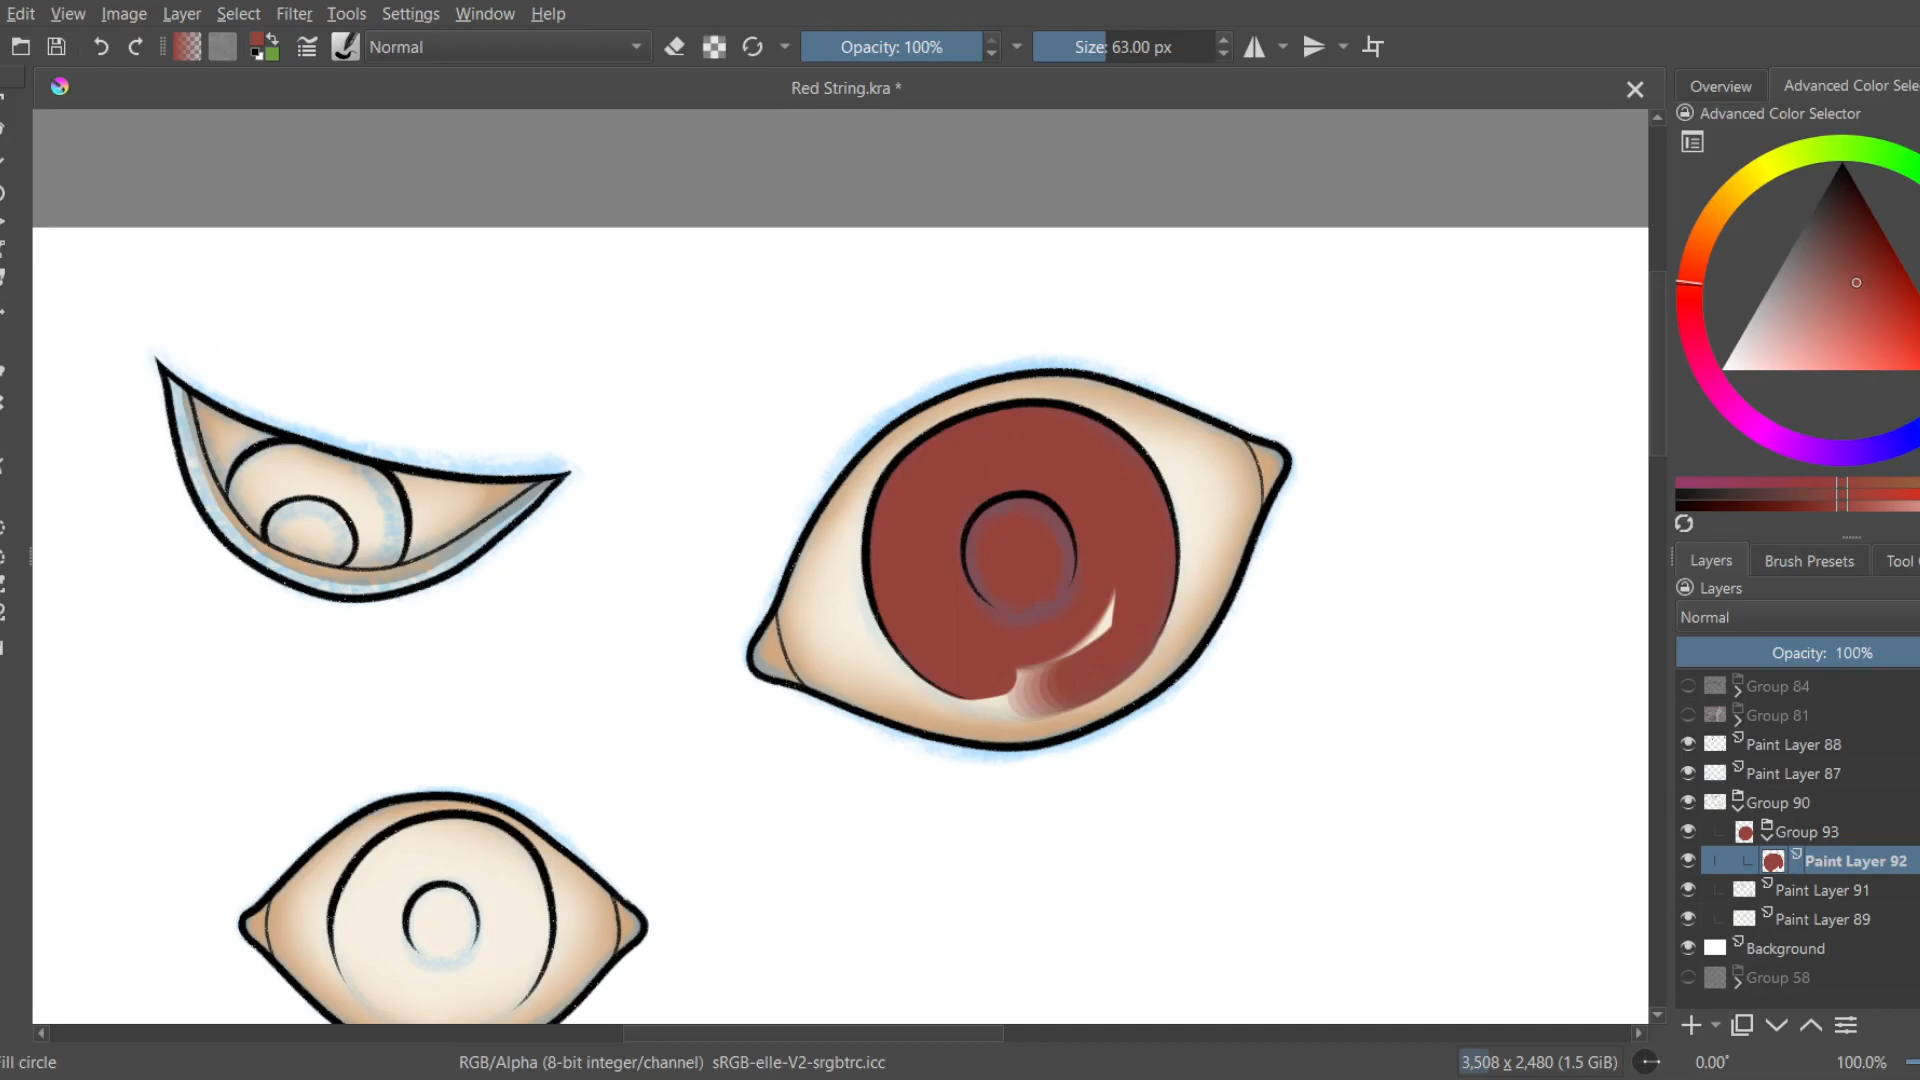 Edit View Image Layer Select Filter Tools Settings Window Help
Normal Opacity: 100% Size: 63.00 px
Red String.kra *
Overview Advanced Color Sele
Advanced Color Selector
Layers Brush Presets Tool
Layers
Normal
Opacity: 100%
Group 84
Group 81
Paint Layer 88
Paint Layer 87
Group 90
Group 93
Paint Layer 92
Paint Layer 91
Paint Layer 89
Background
Group 58
ill circle RGB/Alpha (8-bit integer/channel) sRGB-elle-V2-srgbtrc.icc 3,508 x 2,480 (1.5 GiB) 0.00° 100.0%